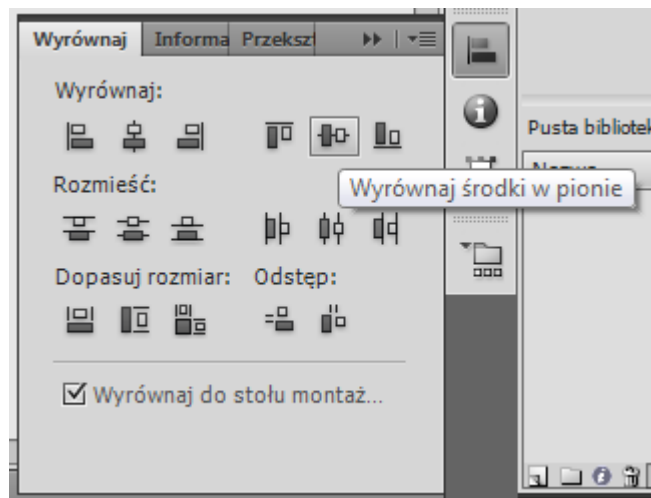 Wyrównaj Informa Przekszt
Wyrównaj:
Pusta bibliotek
Rozmieść:
Wyrównaj środki w pionie
Dopasuj rozmiar: Odstęp:
Wyrównaj do stołu montaż...